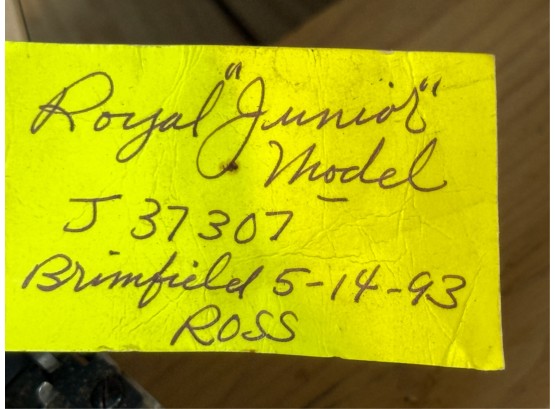 Royal "Junior"
Model
J 37307
Brimfield 5-14-93
ROSS